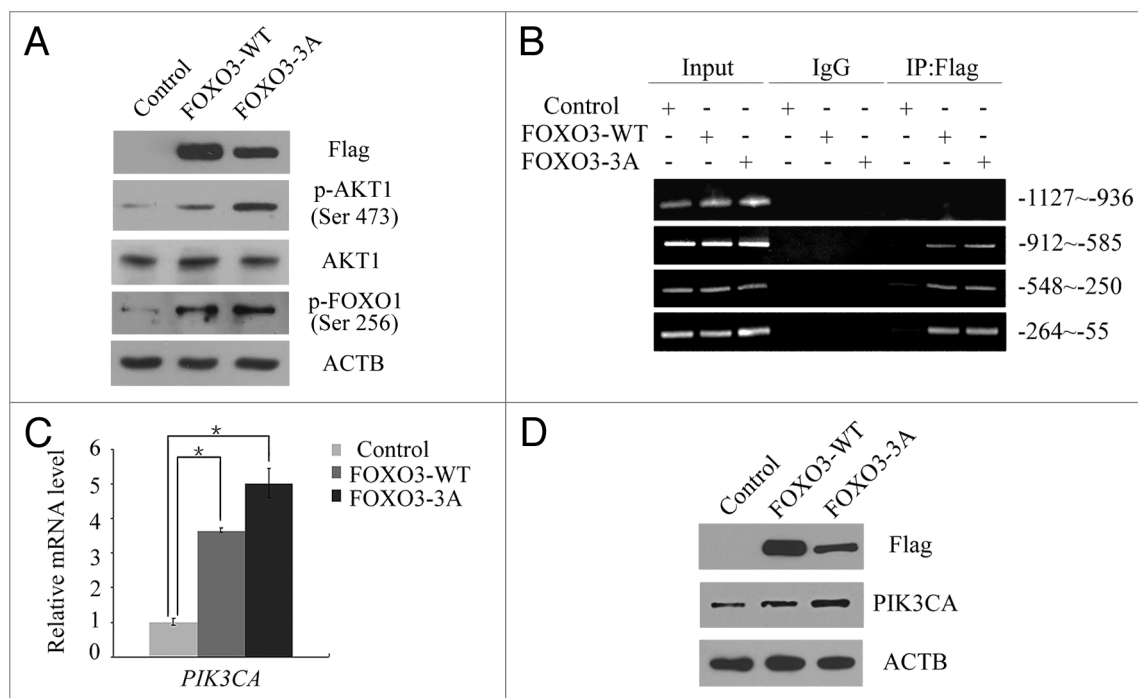 A
Control
FOXO3-WT
FOXO3-3A
Flag
p-AKT1
(Ser 473)
AKT1
p-FOXO1
(Ser 256)
ACTB
B
Input IgG IP:Flag
Control + - - + - - + - -
FOXO3-WT - + - - + - - + -
FOXO3-3A - - + - - + - - +
-1127~-936
-912~-585
-548~-250
-264~-55
C
Relative mRNA level
6
5
4
3
2
1
0
*
*
Control
FOXO3-WT
FOXO3-3A
PIK3CA
D
Control
FOXO3-WT
FOXO3-3A
Flag
PIK3CA
ACTB